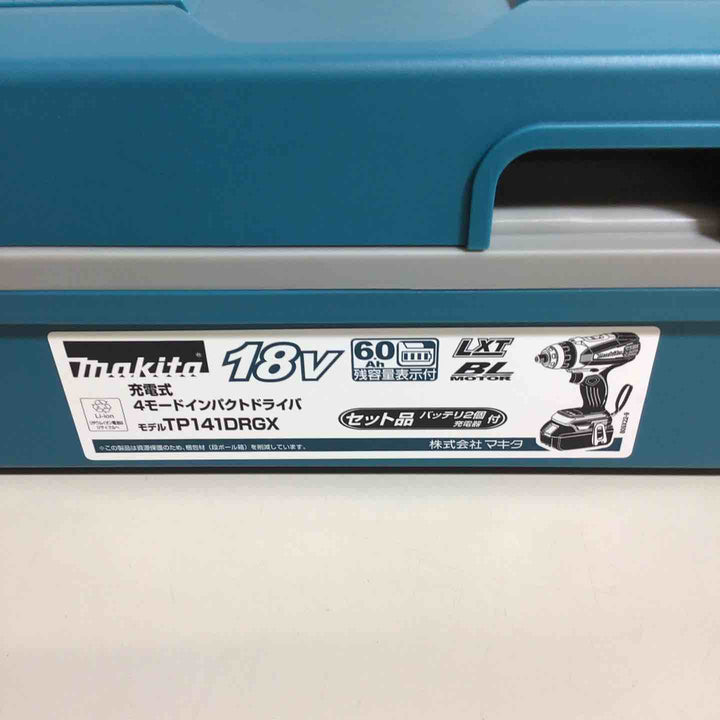 makita 18V 6.0 Ah 残容量表示付 LXT BL MOTOR
充電式
4モードインパクトドライバ
モデルTP141DRGX
Li-ion
セット品 バッテリ2個 充電器 付
株式会社マキタ
※この製品は資源保護のため、梱包材(段ボール箱)を削減しています。